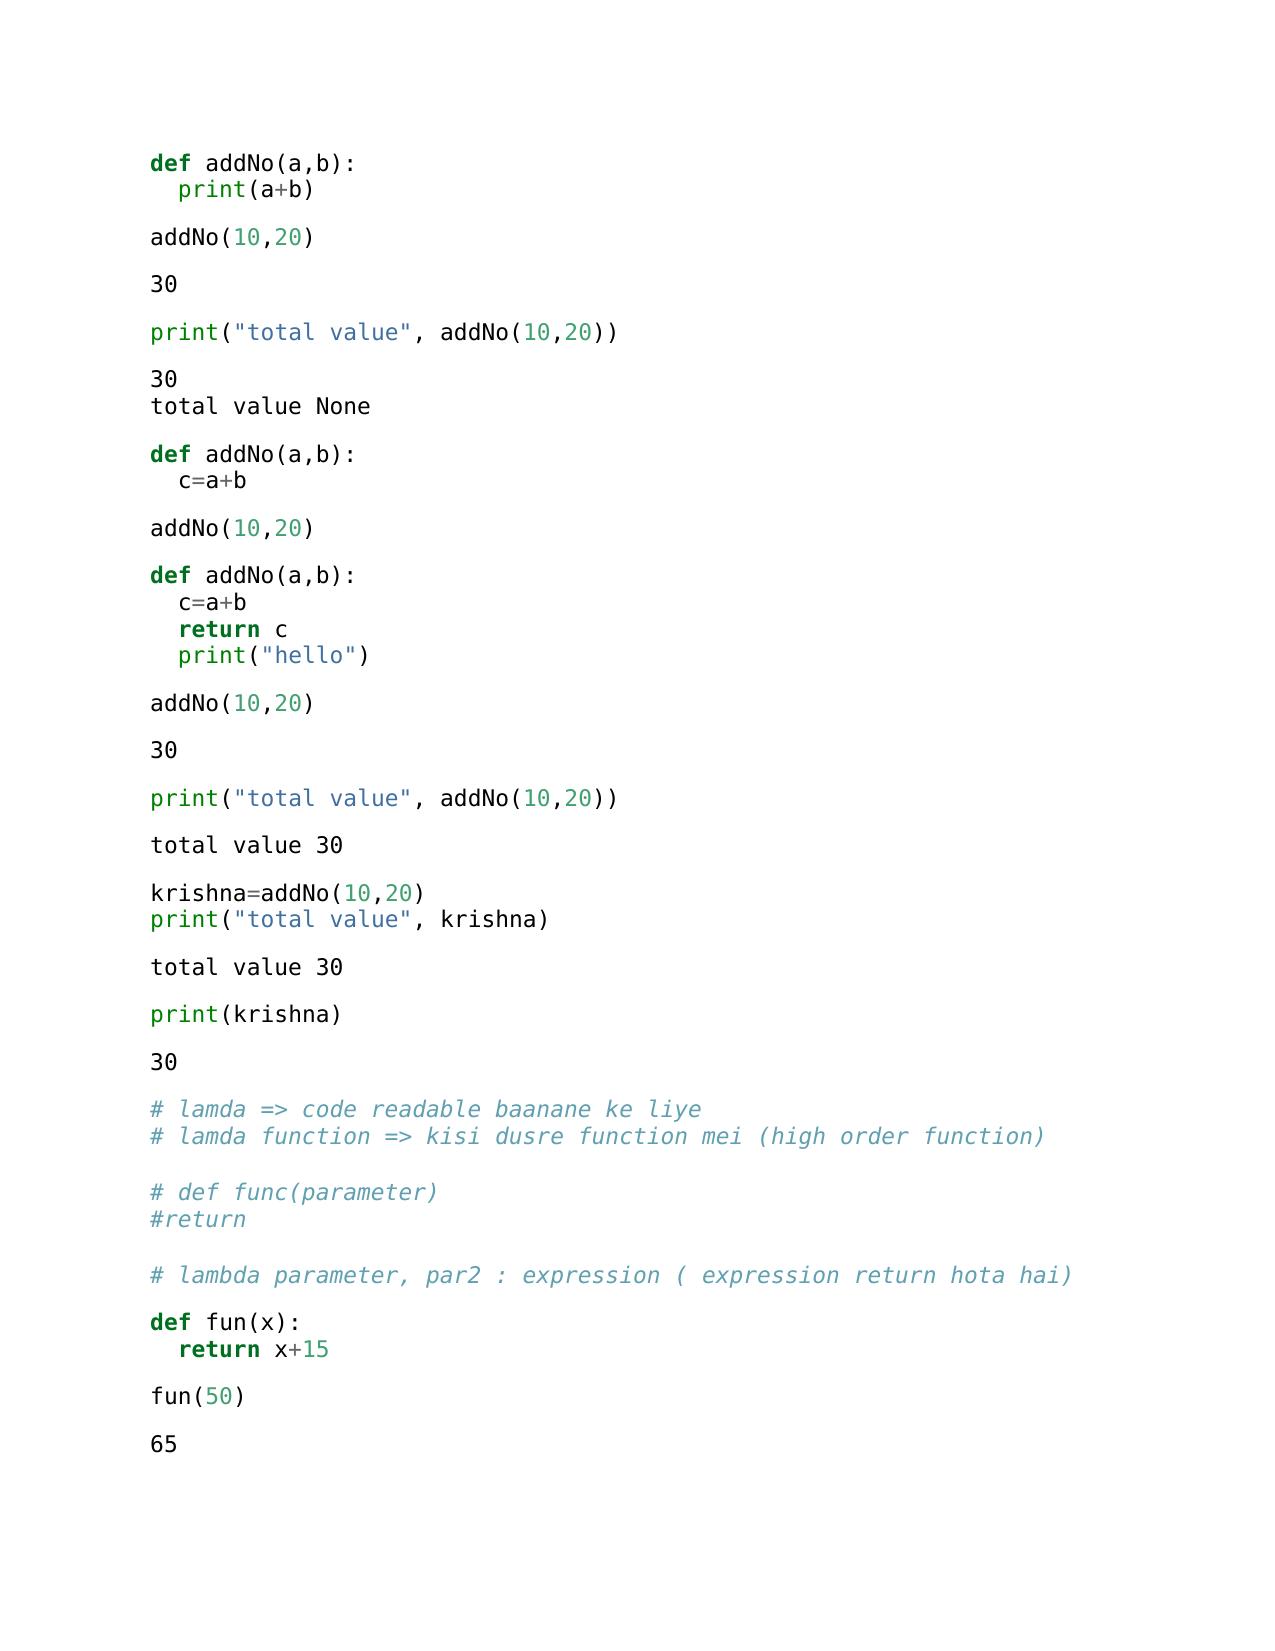 def addNo(a,b):
  print(a+b)
addNo(10,20)
30
print("total value", addNo(10,20))
30
total value None
def addNo(a,b):
  c=a+b
addNo(10,20)
def addNo(a,b):
  c=a+b
  return c
  print("hello")
addNo(10,20)
30
print("total value", addNo(10,20))
total value 30
krishna=addNo(10,20)
print("total value", krishna)
total value 30
print(krishna)
30
# lamda => code readable baanane ke liye
# lamda function => kisi dusre function mei (high order function)
# def func(parameter)
#return
# lambda parameter, par2 : expression ( expression return hota hai)
def fun(x):
  return x+15
fun(50)
65